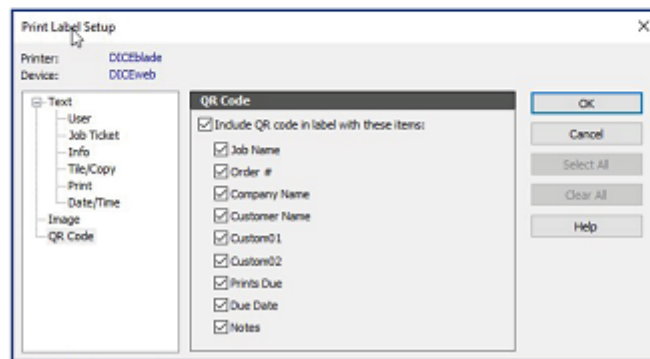 Print Label Setup
Printer: DICEblade
Device: DICEweb
Text
User
Job Ticket
Info
Tile/Copy
Print
Date/Time
Image
QR Code
QR Code
Include QR code in label with these items:
Job Name
Order #
Company Name
Customer Name
Custom01
Custom02
Prints Due
Due Date
Notes
OK
Cancel
Select All
Clear All
Help